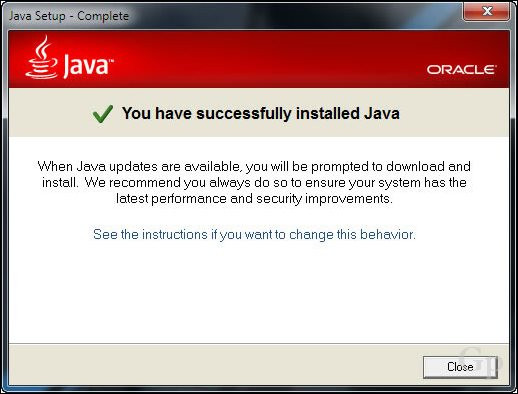 Java Setup - Complete
Java™
ORACLE®
You have successfully installed Java
When Java updates are available, you will be prompted to download and
install. We recommend you always do so to ensure your system has the
latest performance and security improvements.
See the instructions if you want to change this behavior.
Close
Gp